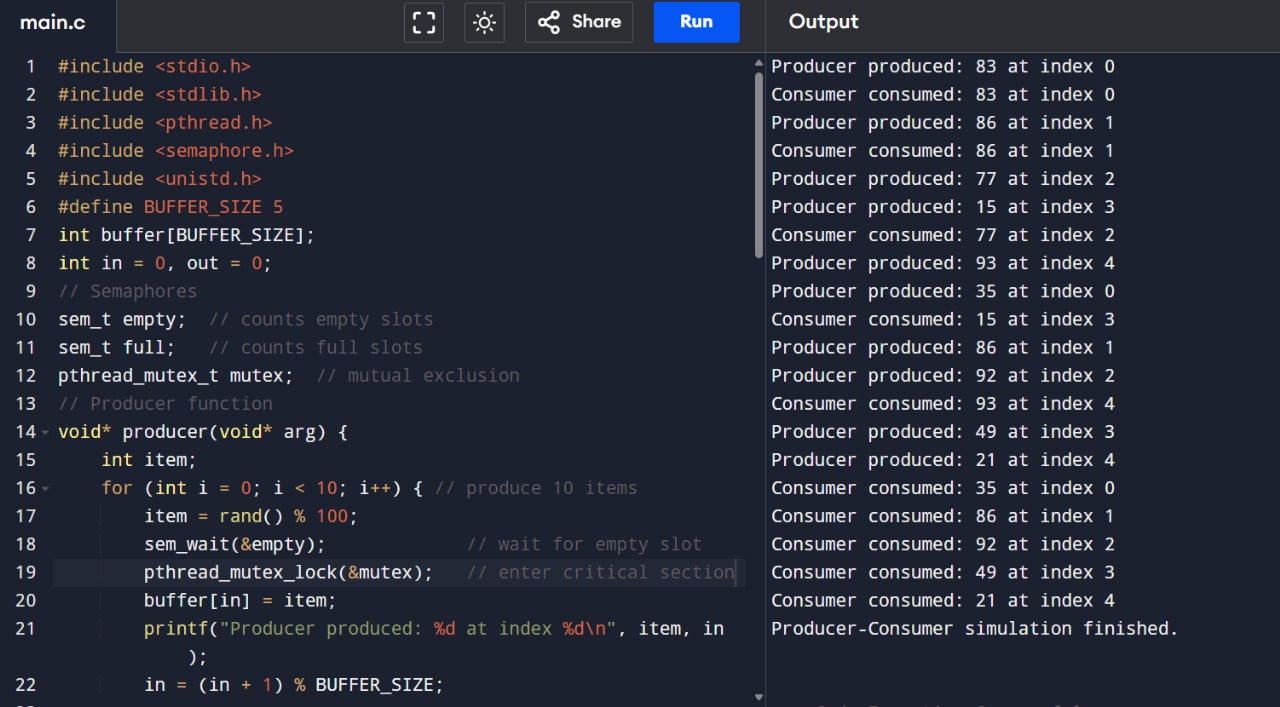 main.c
Share
Run
Output
1 #include <stdio.h>
2 #include <stdlib.h>
3 #include <pthread.h>
4 #include <semaphore.h>
5 #include <unistd.h>
6 #define BUFFER_SIZE 5
7 int buffer[BUFFER_SIZE];
8 int in = 0, out = 0;
9 // Semaphores
10 sem_t empty;  // counts empty slots
11 sem_t full;   // counts full slots
12 pthread_mutex_t mutex;  // mutual exclusion
13 // Producer function
14 void* producer(void* arg) {
15     int item;
16     for (int i = 0; i < 10; i++) { // produce 10 items
17         item = rand() % 100;
18         sem_wait(&empty);             // wait for empty slot
19         pthread_mutex_lock(&mutex);   // enter critical section
20         buffer[in] = item;
21         printf("Producer produced: %d at index %d\n", item, in
            );
22         in = (in + 1) % BUFFER_SIZE;
Producer produced: 83 at index 0
Consumer consumed: 83 at index 0
Producer produced: 86 at index 1
Consumer consumed: 86 at index 1
Producer produced: 77 at index 2
Producer produced: 15 at index 3
Consumer consumed: 77 at index 2
Producer produced: 93 at index 4
Producer produced: 35 at index 0
Consumer consumed: 15 at index 3
Producer produced: 86 at index 1
Producer produced: 92 at index 2
Consumer consumed: 93 at index 4
Producer produced: 49 at index 3
Producer produced: 21 at index 4
Consumer consumed: 35 at index 0
Consumer consumed: 86 at index 1
Consumer consumed: 92 at index 2
Consumer consumed: 49 at index 3
Consumer consumed: 21 at index 4
Producer-Consumer simulation finished.